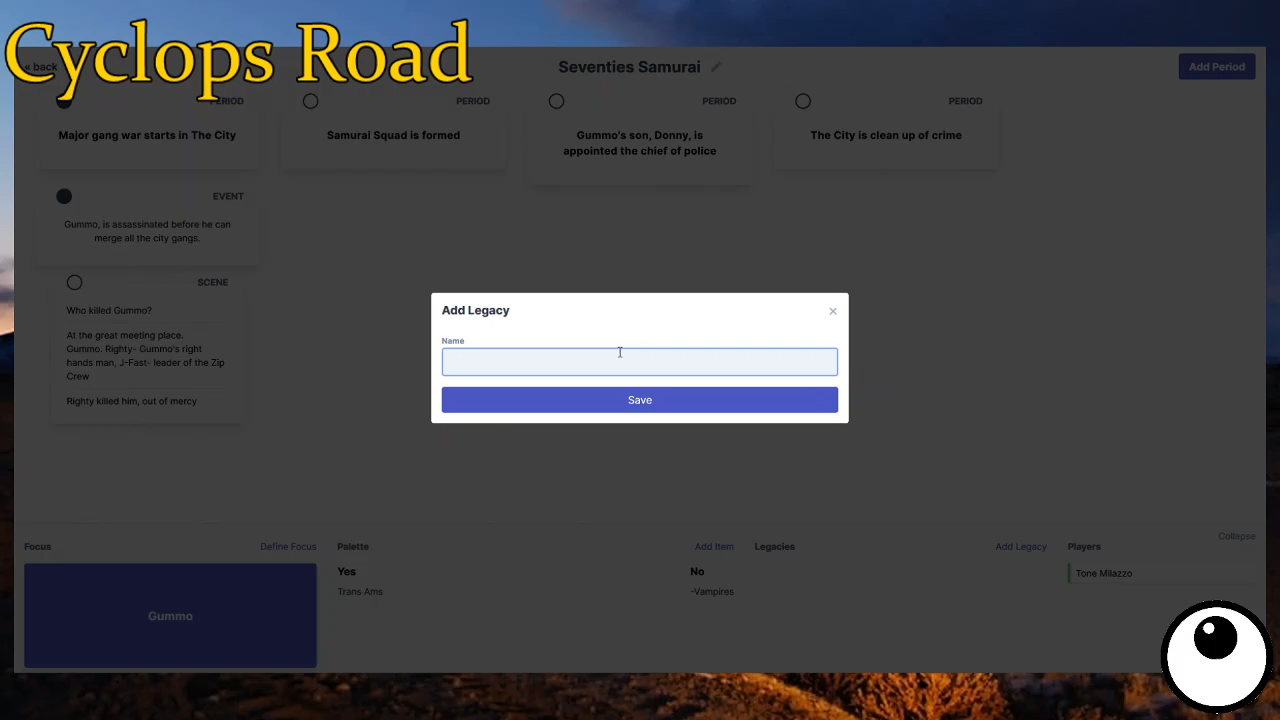 Cyclops Road
« back
Seventies Samurai
Add Period
PERIOD
Major gang war starts in The City
PERIOD
Samurai Squad is formed
PERIOD
Gummo's son, Donny, is
appointed the chief of police
PERIOD
The City is clean up of crime
EVENT
Gummo, is assassinated before he can
merge all the city gangs.
SCENE
Who killed Gummo?
At the great meeting place.
Gummo. Righty- Gummo's right
hands man, J-Fast- leader of the Zip
Crew
Righty killed him, out of mercy
Add Legacy
×
Name
Save
Collapse
Focus
Define Focus
Gummo
Palette
Add Item
Yes
Trans Ams
No
-Vampires
Legacies
Add Legacy
Players
Tone Milazzo